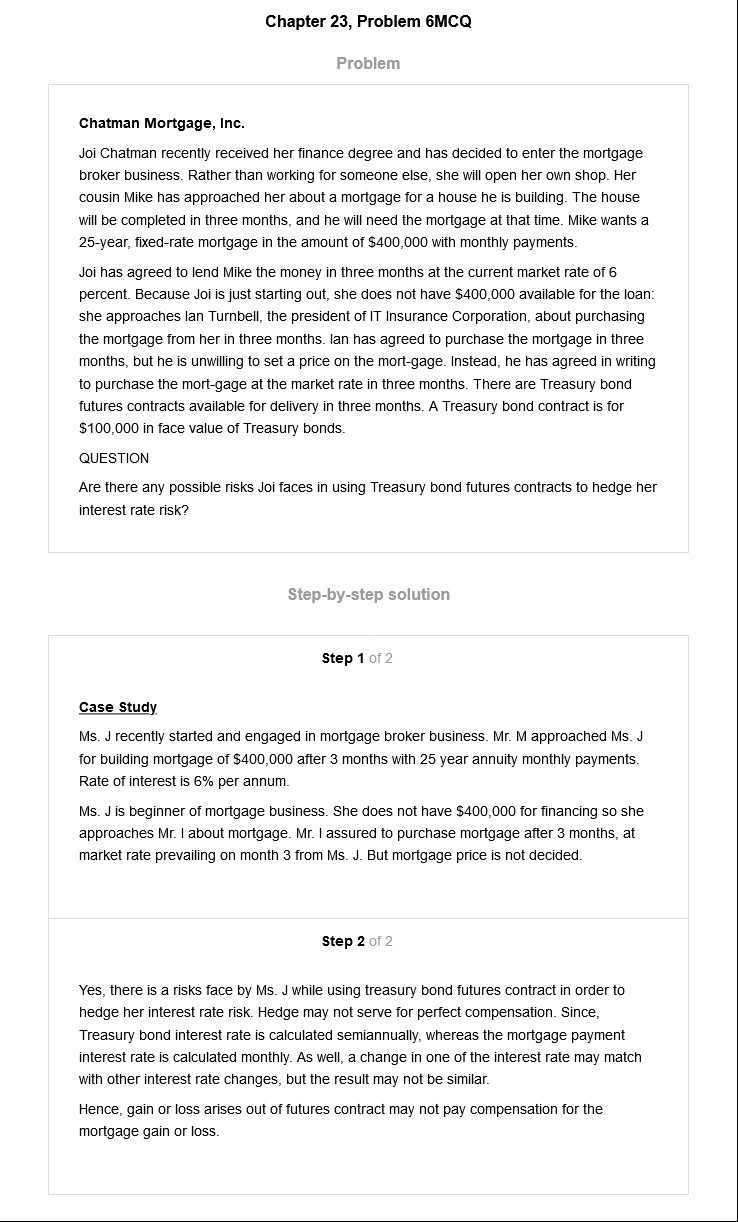 Chapter 23, Problem 6MCQ
Problem
Chatman Mortgage, Inc.
Joi Chatman recently received her finance degree and has decided to enter the mortgage
broker business. Rather than working for someone else, she will open her own shop. Her
cousin Mike has approached her about a mortgage for a house he is building. The house
will be completed in three months, and he will need the mortgage at that time. Mike wants a
25-year, fixed-rate mortgage in the amount of $400,000 with monthly payments.
Joi has agreed to lend Mike the money in three months at the current market rate of 6
percent. Because Joi is just starting out, she does not have $400,000 available for the loan:
she approaches Ian Turnbell, the president of IT Insurance Corporation, about purchasing
the mortgage from her in three months. Ian has agreed to purchase the mortgage in three
months, but he is unwilling to set a price on the mort-gage. Instead, he has agreed in writing
to purchase the mort-gage at the market rate in three months. There are Treasury bond
futures contracts available for delivery in three months. A Treasury bond contract is for
$100,000 in face value of Treasury bonds.
QUESTION
Are there any possible risks Joi faces in using Treasury bond futures contracts to hedge her
interest rate risk?
Step-by-step solution
Step 1 of 2
Case Study
Ms. J recently started and engaged in mortgage broker business. Mr. M approached Ms. J
for building mortgage of $400,000 after 3 months with 25 year annuity monthly payments.
Rate of interest is 6% per annum.
Ms. J is beginner of mortgage business. She does not have $400,000 for financing so she
approaches Mr. I about mortgage. Mr. I assured to purchase mortgage after 3 months, at
market rate prevailing on month 3 from Ms. J. But mortgage price is not decided.
Step 2 of 2
Yes, there is a risks face by Ms. J while using treasury bond futures contract in order to
hedge her interest rate risk. Hedge may not serve for perfect compensation. Since,
Treasury bond interest rate is calculated semiannually, whereas the mortgage payment
interest rate is calculated monthly. As well, a change in one of the interest rate may match
with other interest rate changes, but the result may not be similar.
Hence, gain or loss arises out of futures contract may not pay compensation for the
mortgage gain or loss.